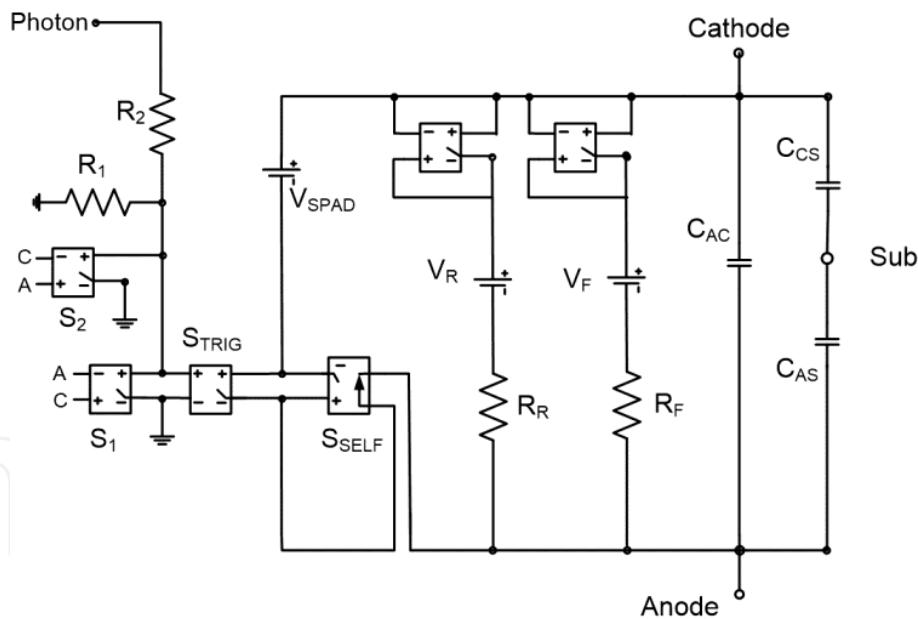 Photon
Cathode
R2
R1
CCS
VSPAD
CAC
Sub
C
A
VR
VF
S2
STRIG
CAS
A
C
RR
RF
S1
SSELF
Anode